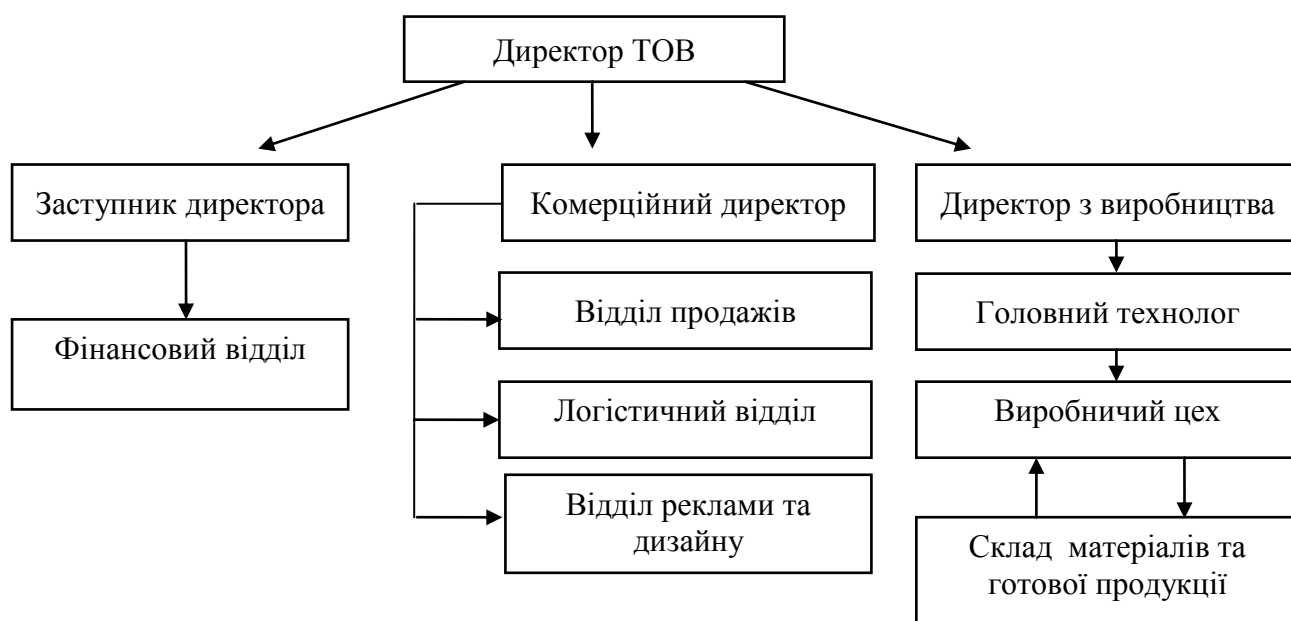 Директор ТОВ
Заступник директора
Комерційний директор
Директор з виробництва
Фінансовий відділ
Відділ продажів
Головний технолог
Логістичний відділ
Виробничий цех
Відділ реклами та
дизайну
Склад матеріалів та
готової продукції